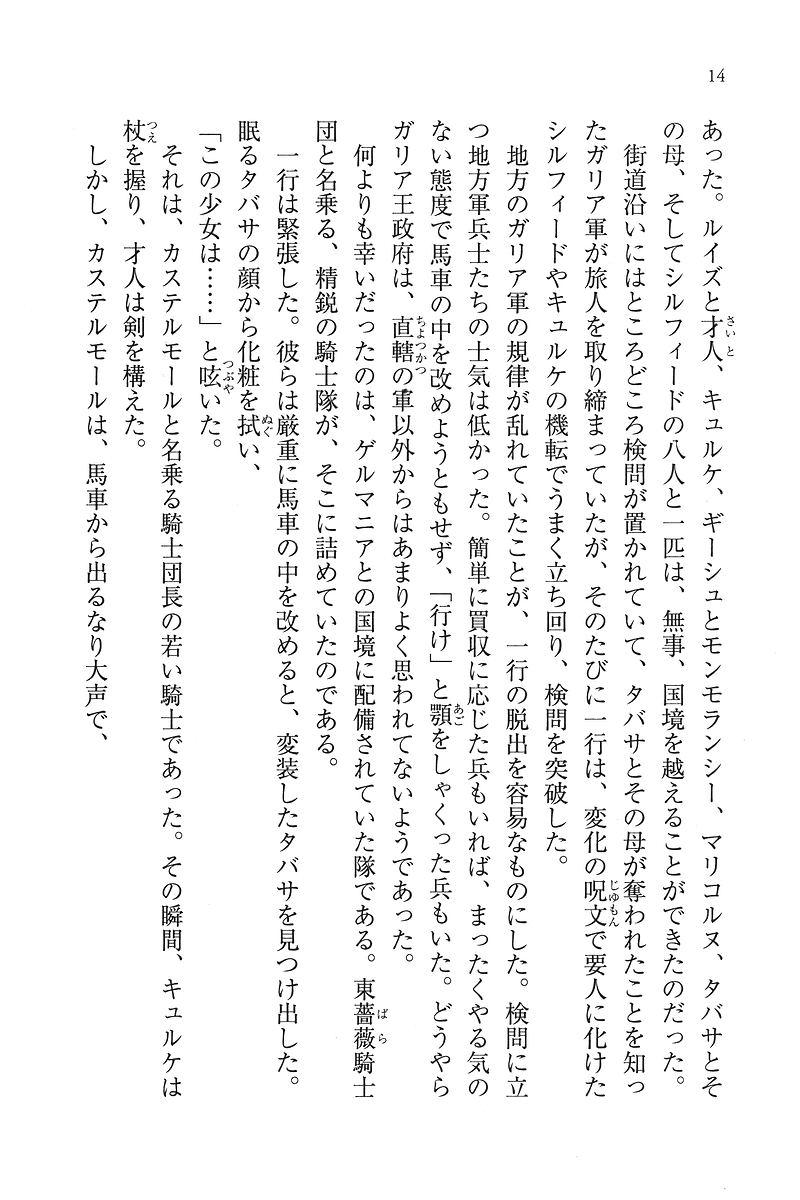 14
あった。ルイズと才人、キュルケ、ギーシュとモンモランシー、マリコルヌ、タバサとそ
の母、そしてシルフィードの八人と一匹は、無事、国境を越えることができたのだった。
街道沿いにはところどころ検問が置かれていて、タバサとその母が奪われたことを知っ
たガリア軍が旅人を取り締まっていたが、そのたびに一行は、変化の呪文で要人に化けた
シルフィードやキュルケの機転でうまく立ち回り、検問を突破した。
地方のガリア軍の規律が乱れていたことが、一行の脱出を容易なものにした。検問に立
つ地方軍兵士たちの士気は低かった。簡単に買収に応じた兵もいれば、まったくやる気の
ない態度で馬車の中を改めようともせず、「行け」と顎をしゃくった兵もいた。どうやら
ガリア王政府は、直轄の軍以外からはあまりよく思われてないようであった。
何よりも幸いだったのは、ゲルマニアとの国境に配備されていた隊である。東薔薇騎士
団と名乗る、精鋭の騎士隊が、そこに詰めていたのである。
一行は緊張した。彼らは厳重に馬車の中を改めると、変装したタバサを見つけ出した。
眠るタバサの顔から化粧を拭い、
「この少女は……」と呟いた。
それは、カステルモールと名乗る騎士団長の若い騎士であった。その瞬間、キュルケは
杖を握り、才人は剣を構えた。
しかし、カステルモールは、馬車から出るなり大声で、